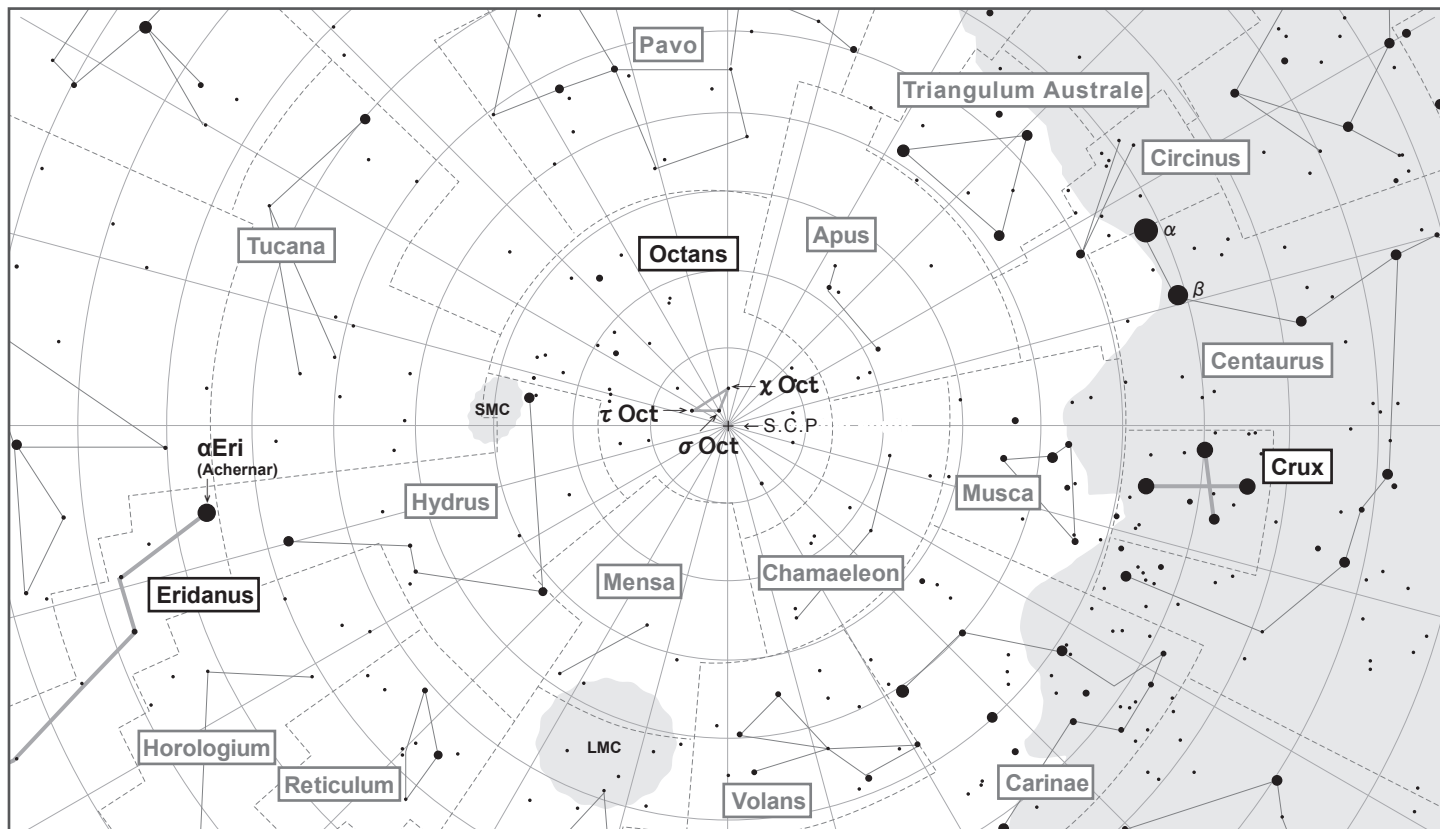 Pavo
Triangulum Australe
Circinus
α
Tucana
Octans
Apus
β
Centaurus
χ Oct
SMC
τ Oct
S.C.P
σ Oct
αEri
(Achernar)
Crux
Hydrus
Musca
Mensa
Chamaeleon
Eridanus
Horologium
LMC
Reticulum
Volans
Carinae